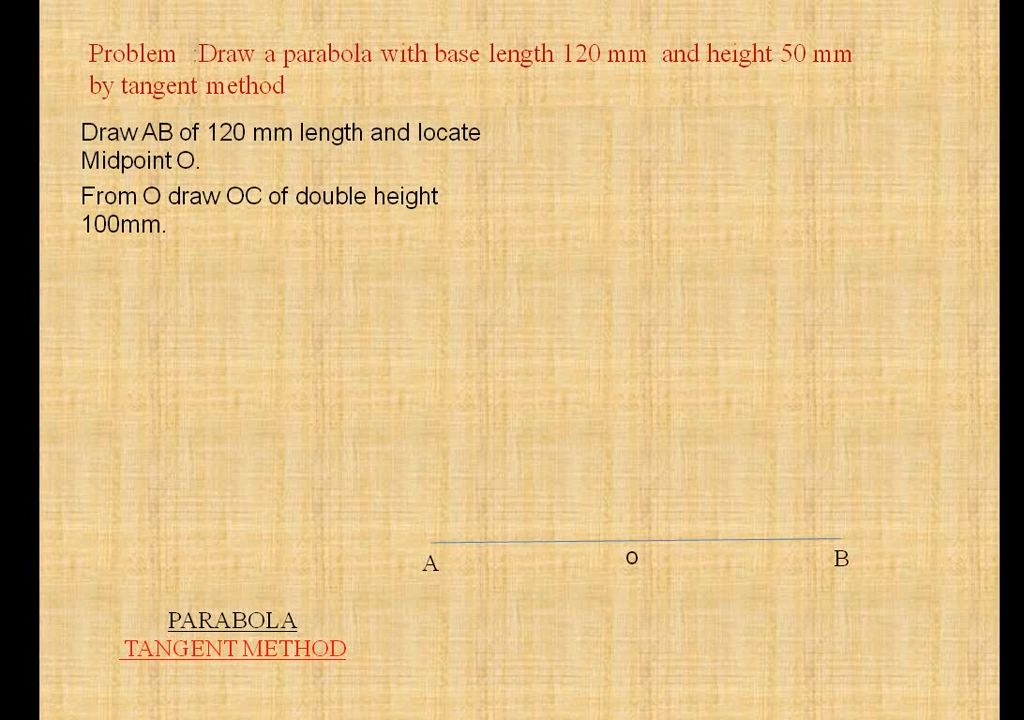 Problem :Draw a parabola with base length 120 mm and height 50 mm
by tangent method
Draw AB of 120 mm length and locate
Midpoint O.
From O draw OC of double height
100mm.
A O B
PARABOLA
TANGENT METHOD